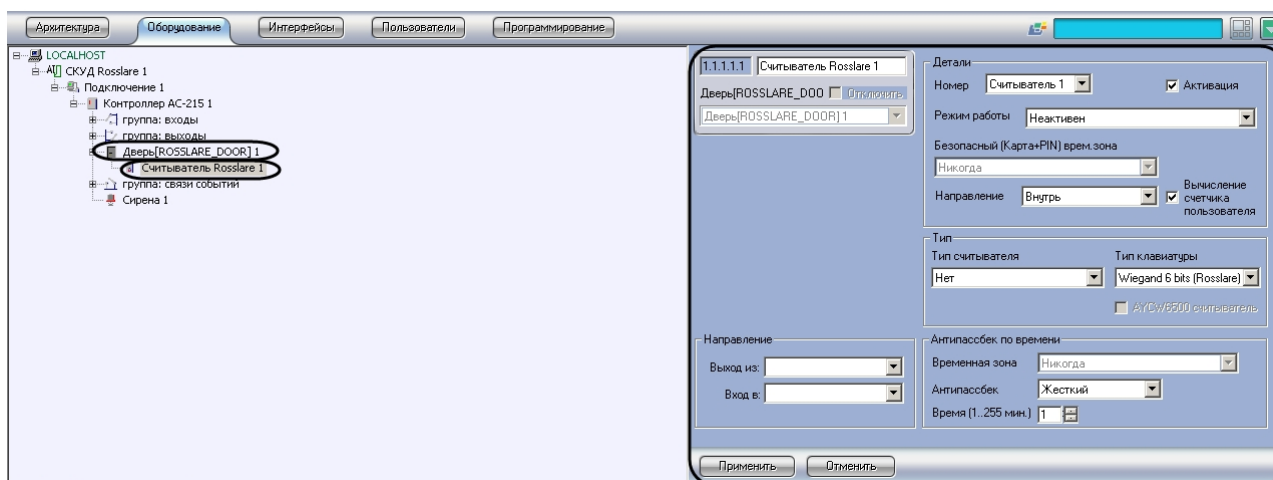 Архитектура Оборудование Интерфейсы Пользователи Программирование
LOCALHOST
СКУД Rosslare 1
Подключение 1
Контроллер AC-215 1
группа: входы
группа: выходы
Дверь[ROSSLARE_DOOR] 1
Считыватель Rosslare 1
группа: связи событий
Сирена 1
1.1.1.1.1 Считыватель Rosslare 1
Дверь[ROSSLARE_DOO Отключить
Дверь[ROSSLARE_DOOR] 1
Детали
Номер Считыватель 1 Активация
Режим работы Неактивен
Безопасный (Карта+PIN) врем.зона
Никогда
Направление Внутрь Вычисление
счетчика
пользователя
Тип
Тип считывателя Тип клавиатуры
Нет Wiegand 6 bits (Rosslare)
AYCW6500 считыватель
Направление
Выход из:
Вход в:
Антипассбек по времени
Временная зона Никогда
Антипассбек Жесткий
Время (1..255 мин.) 1
Применить Отменить